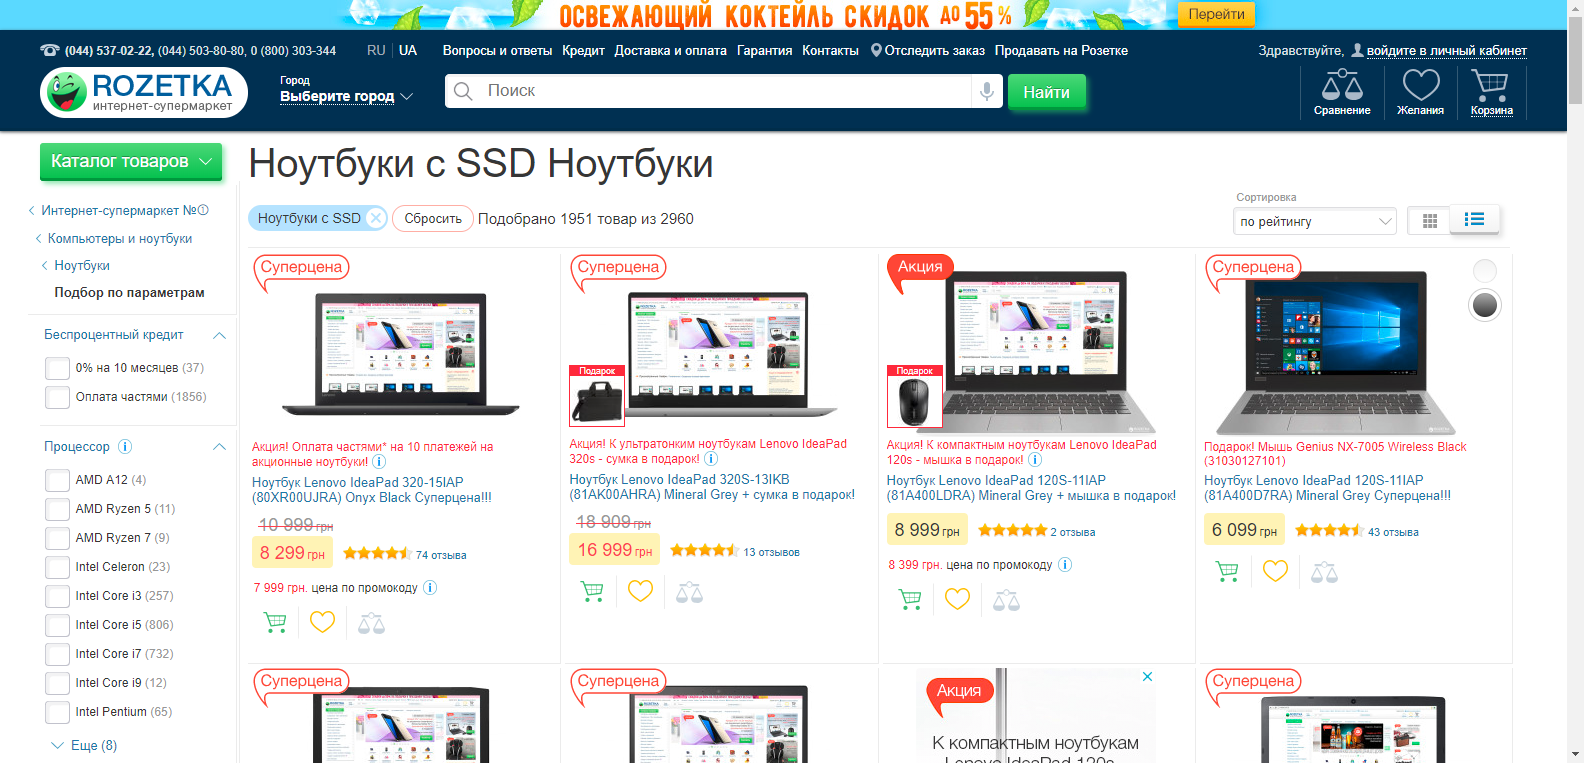 ОСВЕЖАЮЩИЙ КОКТЕЙЛЬ СКИДОК ДО 55 %
Перейти
(044) 537-02-22, (044) 503-80-80, 0 (800) 303-344
RU UA
Вопросы и ответы Кредит Доставка и оплата Гарантия Контакты Отследить заказ Продавать на Розетке
Здравствуйте, войдите в личный кабинет
ROZETKA
интернет-супермаркет
Город
Выберите город
Поиск
Найти
Сравнение
Желания
Корзина
Каталог товаров
Ноутбуки с SSD Ноутбуки
Интернет-супермаркет №1
Компьютеры и ноутбуки
Ноутбуки
Подбор по параметрам
Ноутбуки с SSD
Сбросить
Подобрано 1951 товар из 2960
Сортировка
по рейтингу
Беспроцентный кредит
0% на 10 месяцев (37)
Оплата частями (1856)
Процессор
AMD A12 (4)
AMD Ryzen 5 (11)
AMD Ryzen 7 (9)
Intel Celeron (23)
Intel Core i3 (257)
Intel Core i5 (806)
Intel Core i7 (732)
Intel Core i9 (12)
Intel Pentium (65)
Еще (8)
Суперцена
Акция! Оплата частями* на 10 платежей на
акционные ноутбуки!
Ноутбук Lenovo IdeaPad 320-15IAP
(80XR00UJRA) Onyx Black Суперцена!!!
10 999 грн
8 299 грн
74 отзыва
7 999 грн. цена по промокоду
Суперцена
Подарок
Акция! К ультратонким ноутбукам Lenovo IdeaPad
320s - сумка в подарок!
Ноутбук Lenovo IdeaPad 320S-13IKB
(81AK00AHRA) Mineral Grey + сумка в подарок!
18 909 грн
16 999 грн
13 отзывов
Акция
Подарок
Акция! К компактным ноутбукам Lenovo IdeaPad
120s - мышка в подарок!
Ноутбук Lenovo IdeaPad 120S-11IAP
(81A400LDRA) Mineral Grey + мышка в подарок!
8 999 грн
2 отзыва
8 399 грн. цена по промокоду
Суперцена
Подарок! Мышь Genius NX-7005 Wireless Black
(31030127101)
Ноутбук Lenovo IdeaPad 120S-11IAP
(81A400D7RA) Mineral Grey Суперцена!!!
6 099 грн
43 отзыва
Суперцена
Суперцена
Акция
К компактным ноутбукам
Lenovo IdeaPad 120s
Суперцена